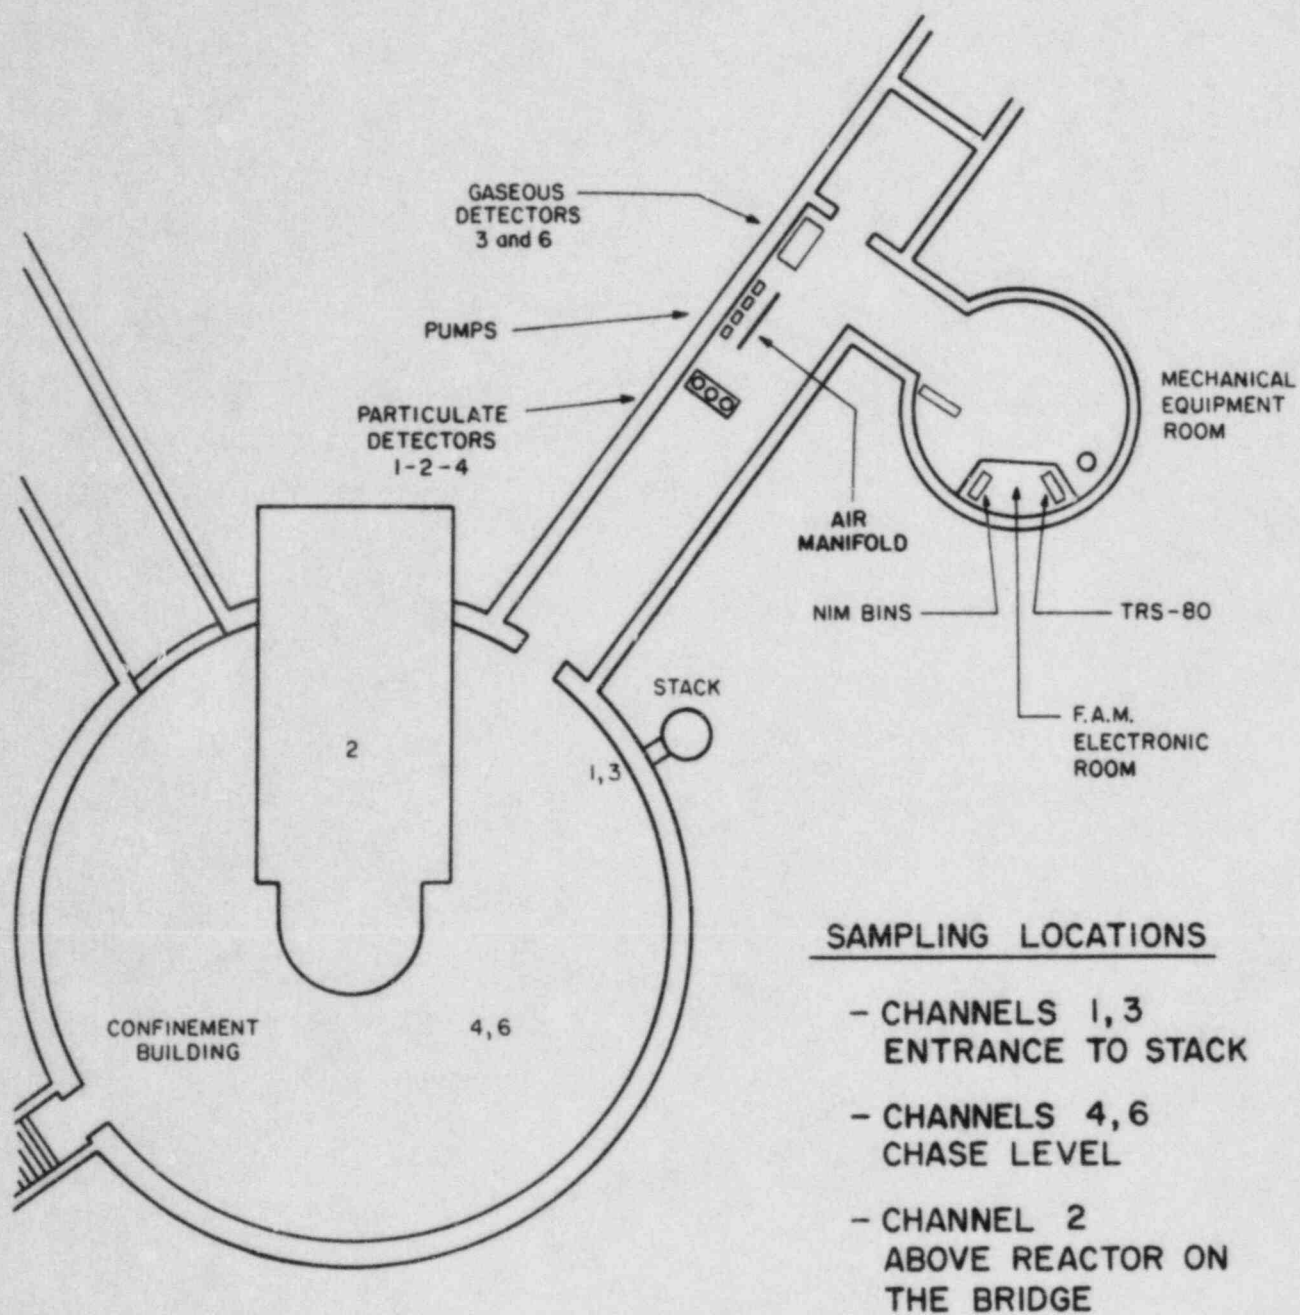 GASEOUS
DETECTORS
3 and 6
PUMPS
PARTICULATE
DETECTORS
1-2-4
AIR
MANIFOLD
MECHANICAL
EQUIPMENT
ROOM
NIM BINS
TRS-80
F.A.M.
ELECTRONIC
ROOM
STACK
2
1,3
CONFINEMENT
BUILDING
4,6
SAMPLING LOCATIONS
- CHANNELS 1,3
ENTRANCE TO STACK
- CHANNELS 4,6
CHASE LEVEL
- CHANNEL 2
ABOVE REACTOR ON
THE BRIDGE